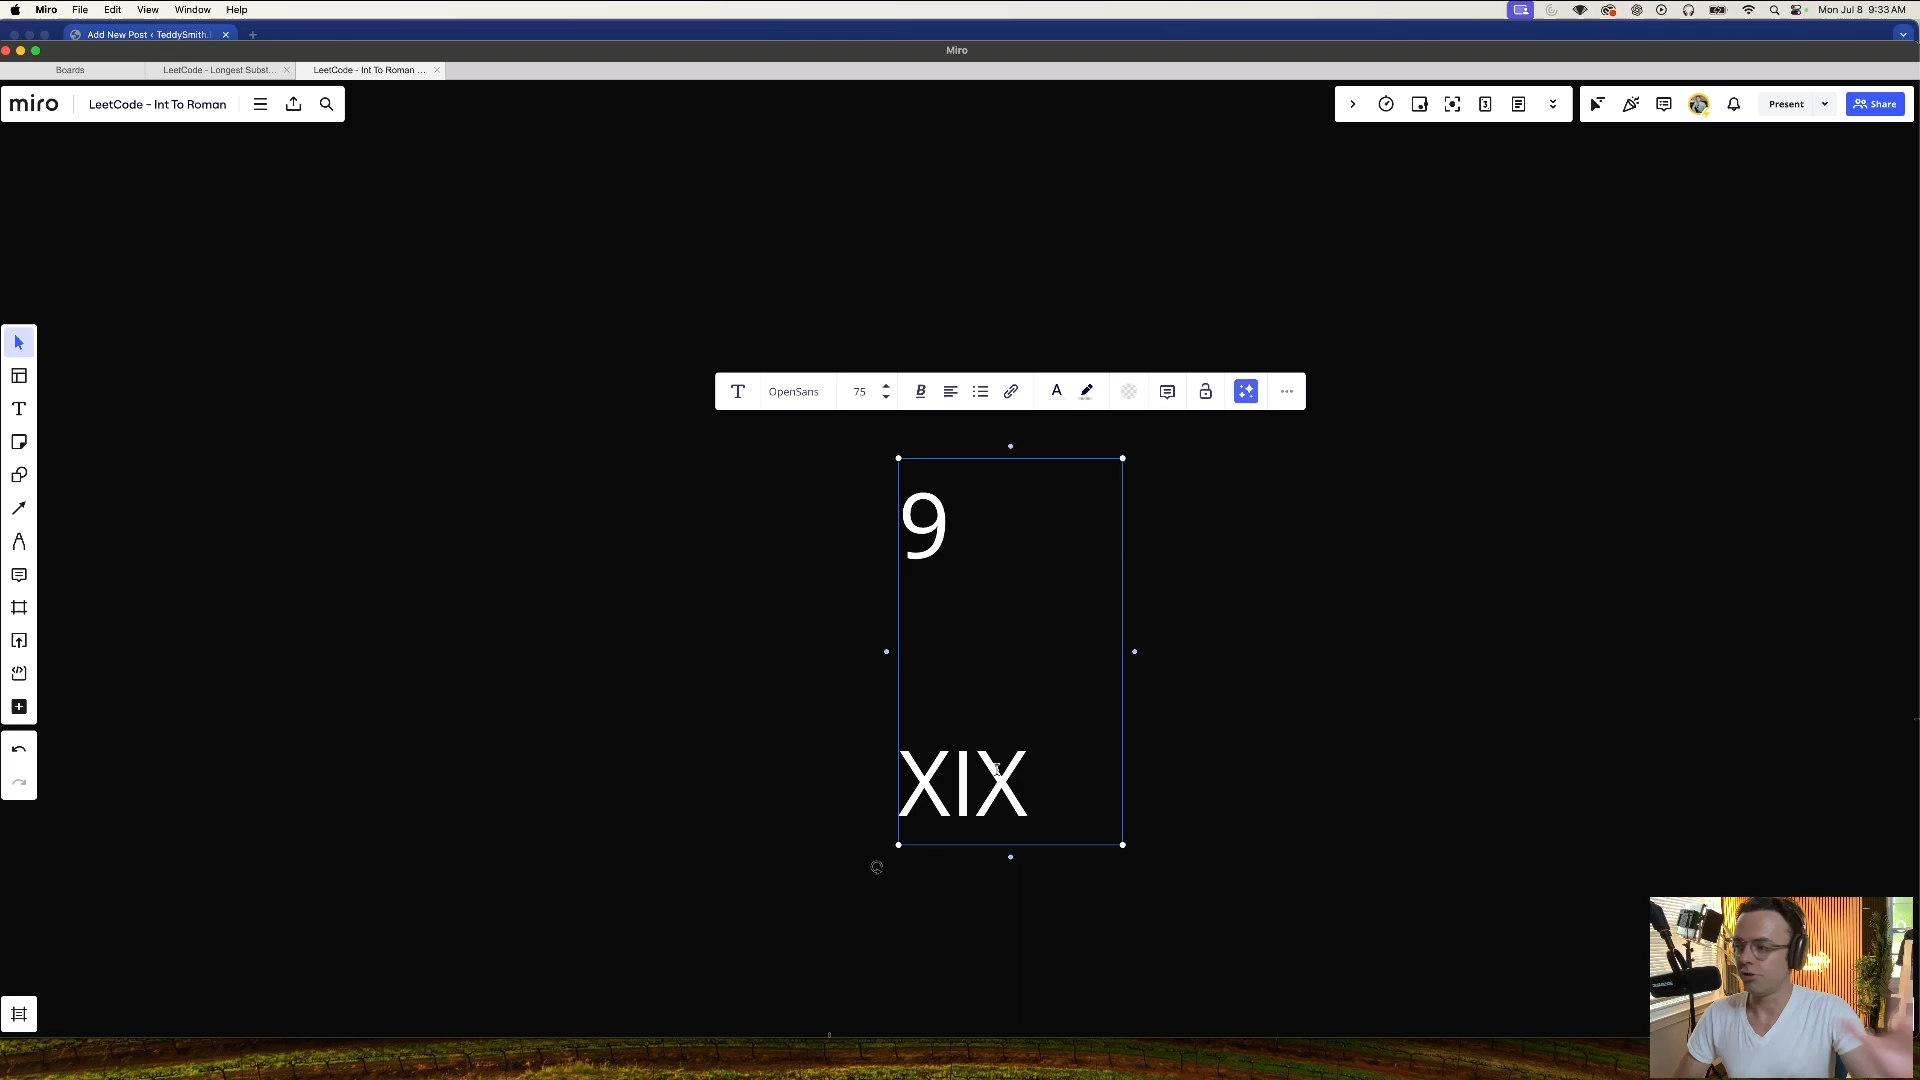 Miro File Edit View Window Help
Mon Jul 8 9:33 AM
Add New Post ‹ TeddySmith.
Miro
Boards
LeetCode - Longest Subst...
LeetCode - Int To Roman ...
miro
LeetCode - Int To Roman
3
Present
Share
T OpenSans 75 B A
9
XIX